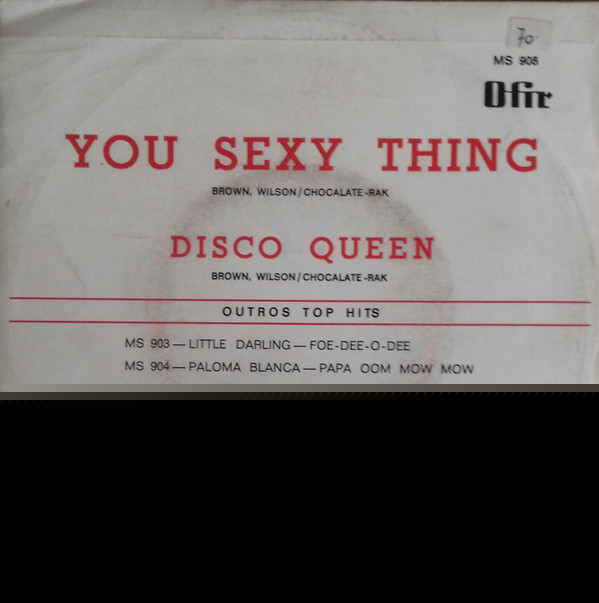 70
MS 908
Ofir
YOU SEXY THING
BROWN, WILSON/CHOCALATE-RAK
DISCO QUEEN
BROWN, WILSON/CHOCALATE-RAK
OUTROS TOP HITS
MS 903 — LITTLE DARLING — FOE-DEE-O-DEE
MS 904 — PALOMA BLANCA — PAPA OOM MOW MOW